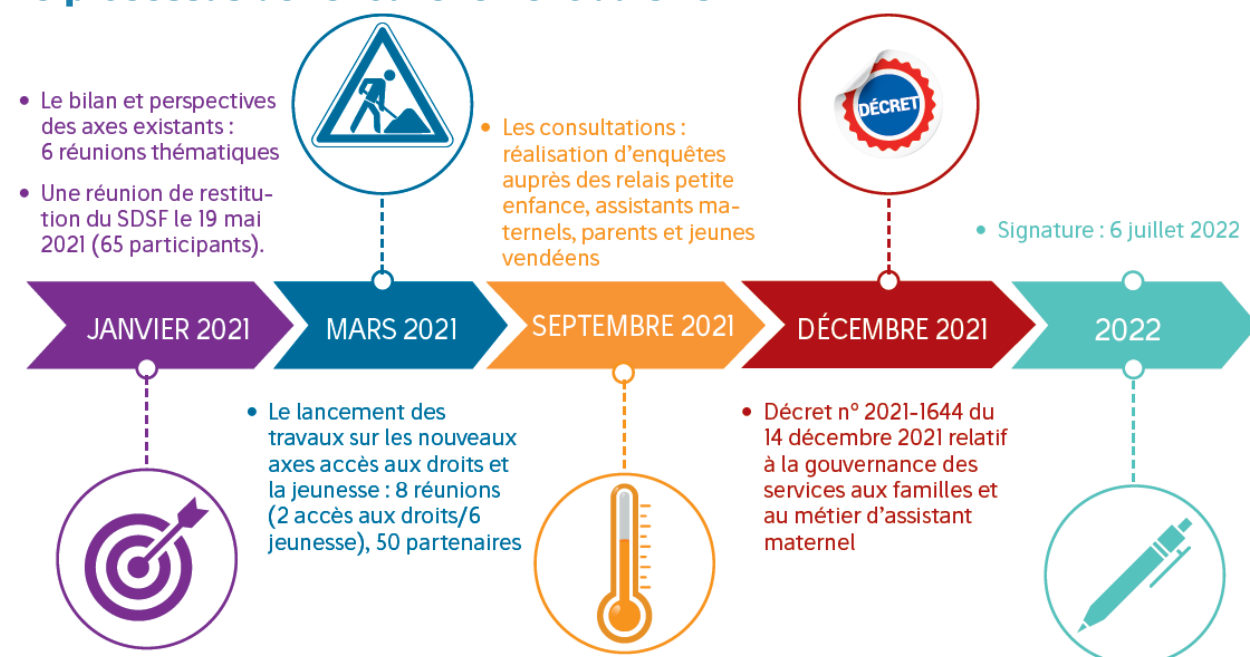 • Le bilan et perspectives
des axes existants :
6 réunions thématiques
• Une réunion de restitu-
tion du SDSF le 19 mai
2021 (65 participants).
• Les consultations :
réalisation d'enquêtes
auprès des relais petite
enfance, assistants ma-
ternels, parents et jeunes
vendéens
DÉCRET
• Signature : 6 juillet 2022
JANVIER 2021
MARS 2021
SEPTEMBRE 2021
DÉCEMBRE 2021
2022
• Le lancement des
travaux sur les nouveaux
axes accès aux droits et
la jeunesse : 8 réunions
(2 accès aux droits/6
jeunesse), 50 partenaires
• Décret n° 2021-1644 du
14 décembre 2021 relatif
à la gouvernance des
services aux familles et
au métier d'assistant
maternel